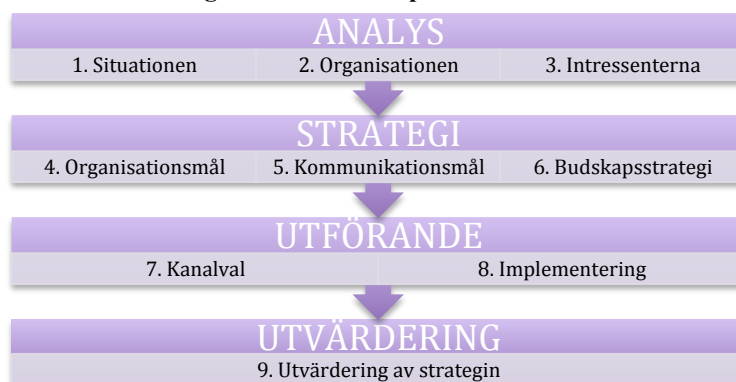 ANALYS
1. Situationen 2. Organisationen 3. Intressenterna
STRATEGI
4. Organisationsmål 5. Kommunikationsmål 6. Budskapsstrategi
UTFÖRANDE
7. Kanalval 8. Implementering
UTVÄRDERING
9. Utvärdering av strategin